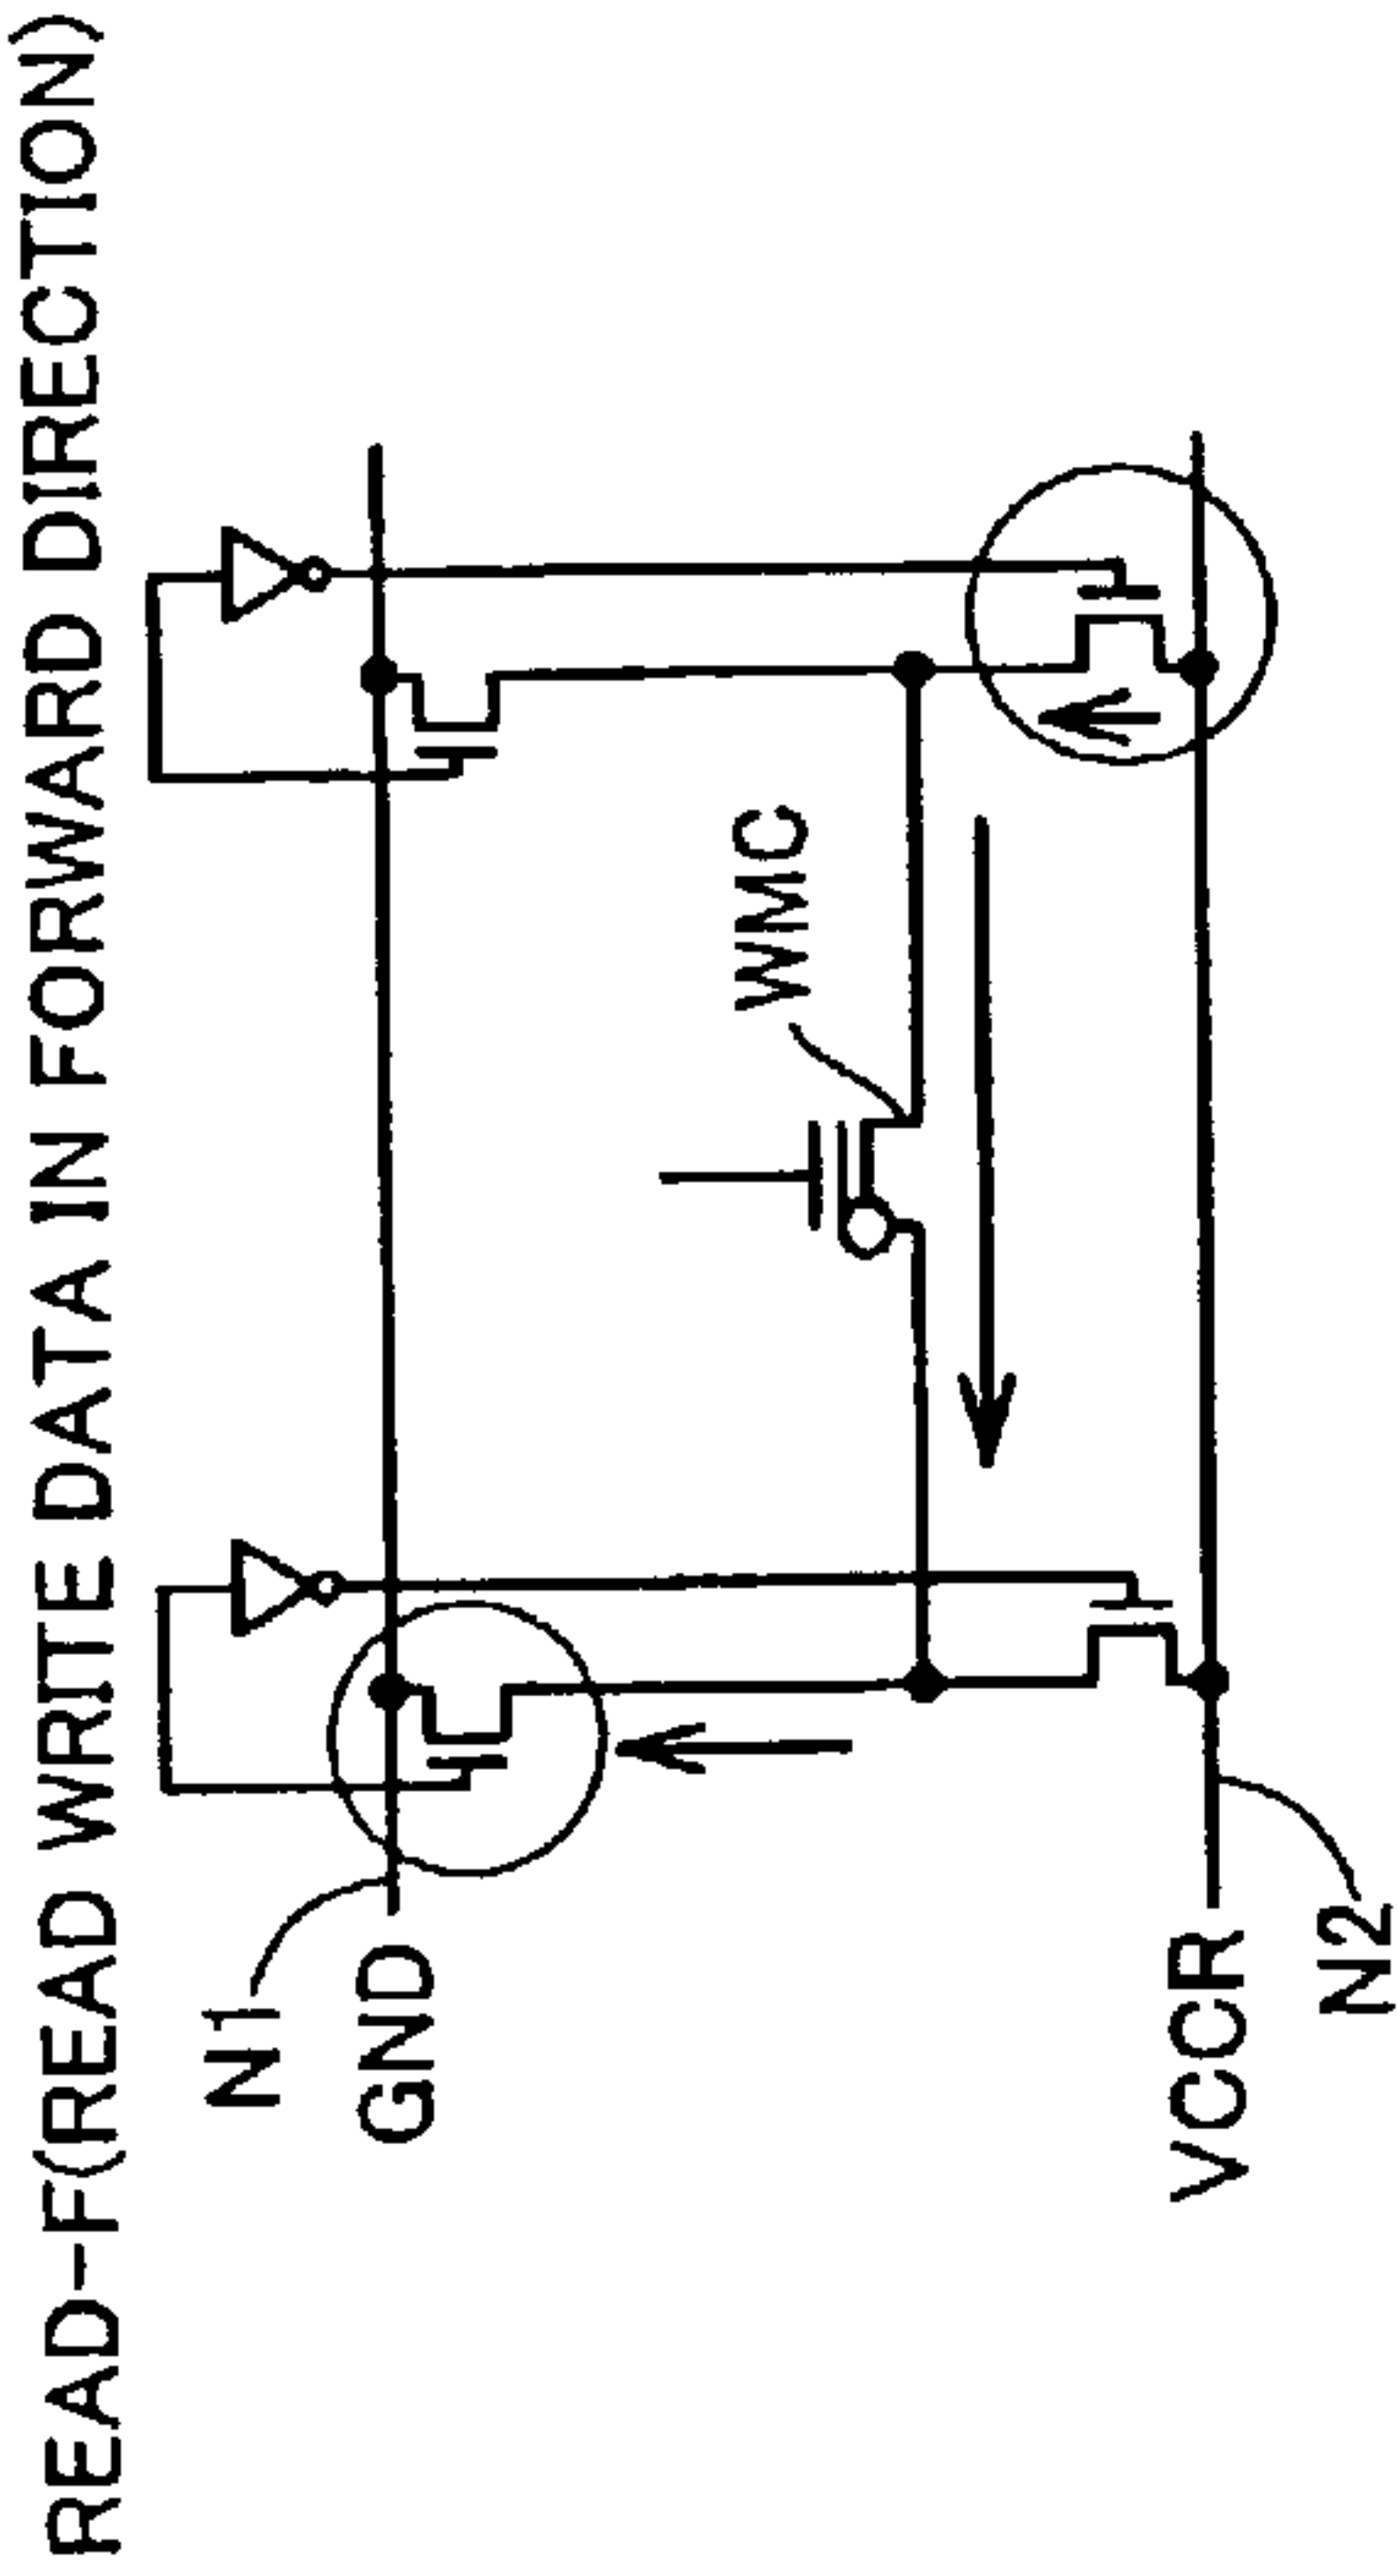 READ-F(READ WRITE DATA IN FORWARD DIRECTION)
N1
GND
WMC
VCCR
N2